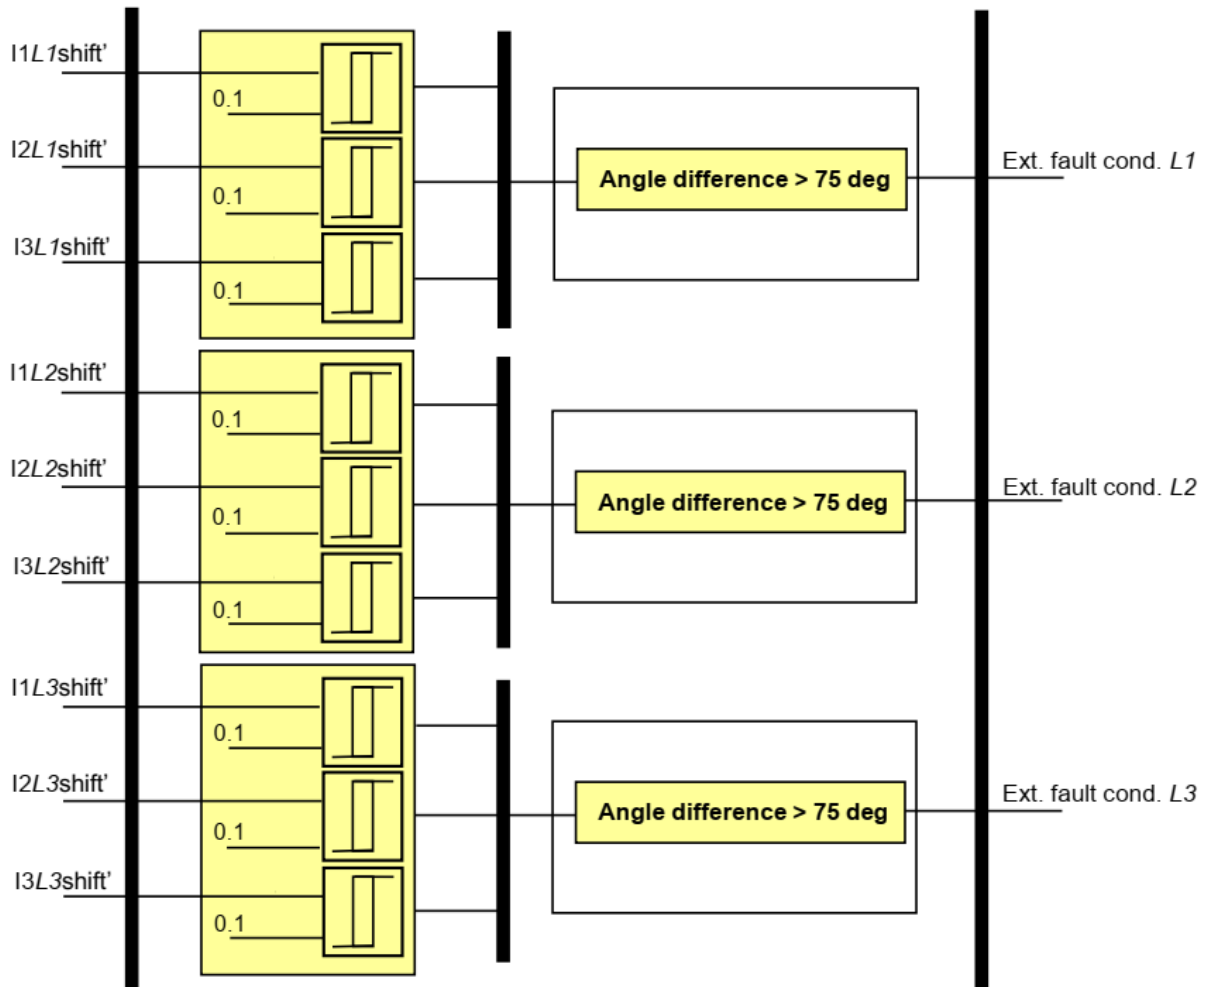 I1L1shift’
0.1
I2L1shift’
0.1
I3L1shift’
0.1
Angle difference > 75 deg
Ext. fault cond. L1
I1L2shift’
0.1
I2L2shift’
0.1
I3L2shift’
0.1
Angle difference > 75 deg
Ext. fault cond. L2
I1L3shift’
0.1
I2L3shift’
0.1
I3L3shift’
0.1
Angle difference > 75 deg
Ext. fault cond. L3